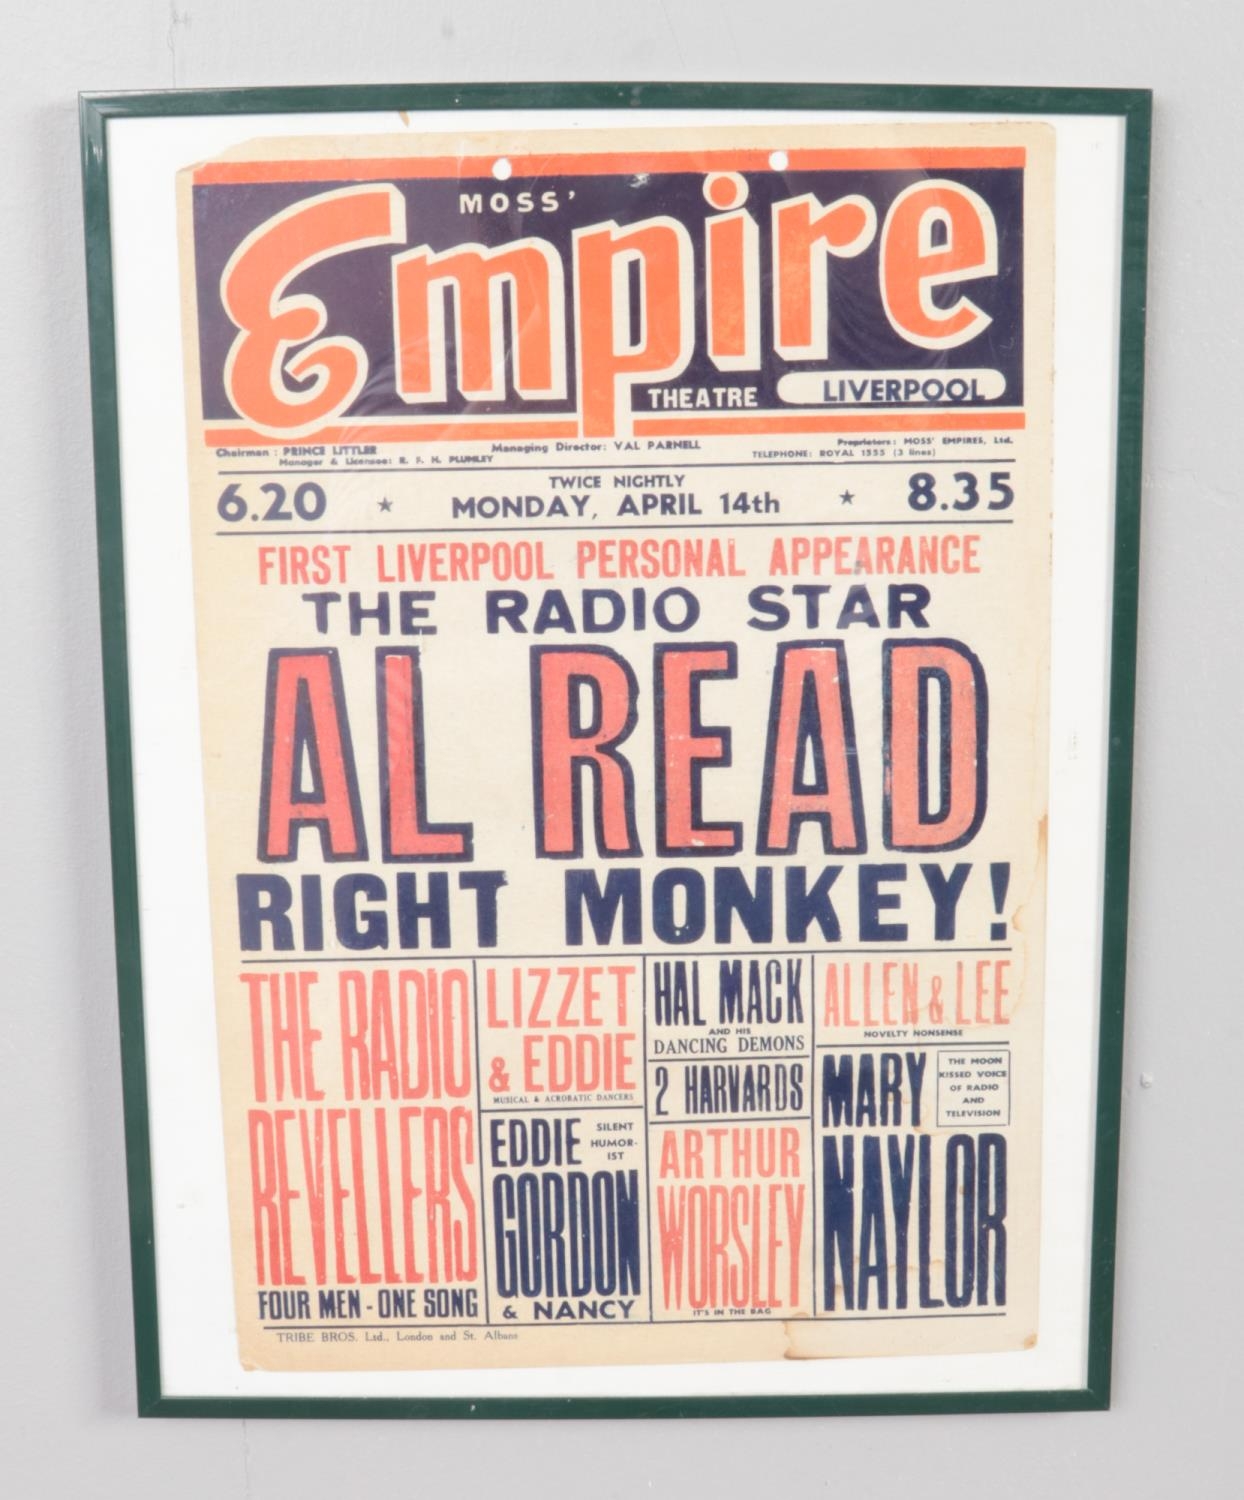 MOSS'
Empire
THEATRE LIVERPOOL
Chairman : PRINCE LITTLER Managing Director: VAL PARNELL Proprietors: MOSS' EMPIRES, Ltd.
Manager & Licensee: R. F. H. PLUMLEY TELEPHONE: ROYAL 1555 (3 lines)
6.20 TWICE NIGHTLY 8.35
MONDAY, APRIL 14th
FIRST LIVERPOOL PERSONAL APPEARANCE
THE RADIO STAR
AL READ
RIGHT MONKEY!
THE RADIO
REVELLERS
FOUR MEN - ONE SONG
LIZZET
& EDDIE
MUSICAL & ACROBATIC DANCERS
EDDIE
SILENT
HUMOR-
IST
GORDON
& NANCY
HAL MACK
AND HIS
DANCING DEMONS
2 HARVARDS
ARTHUR
WORSLEY
IT'S IN THE BAG
ALLEN & LEE
NOVELTY NONSENSE
MARY
THE MOON
KISSED VOICE
OF RADIO
AND
TELEVISION
NAYLOR
TRIBE BROS. Ltd., London and St. Albans